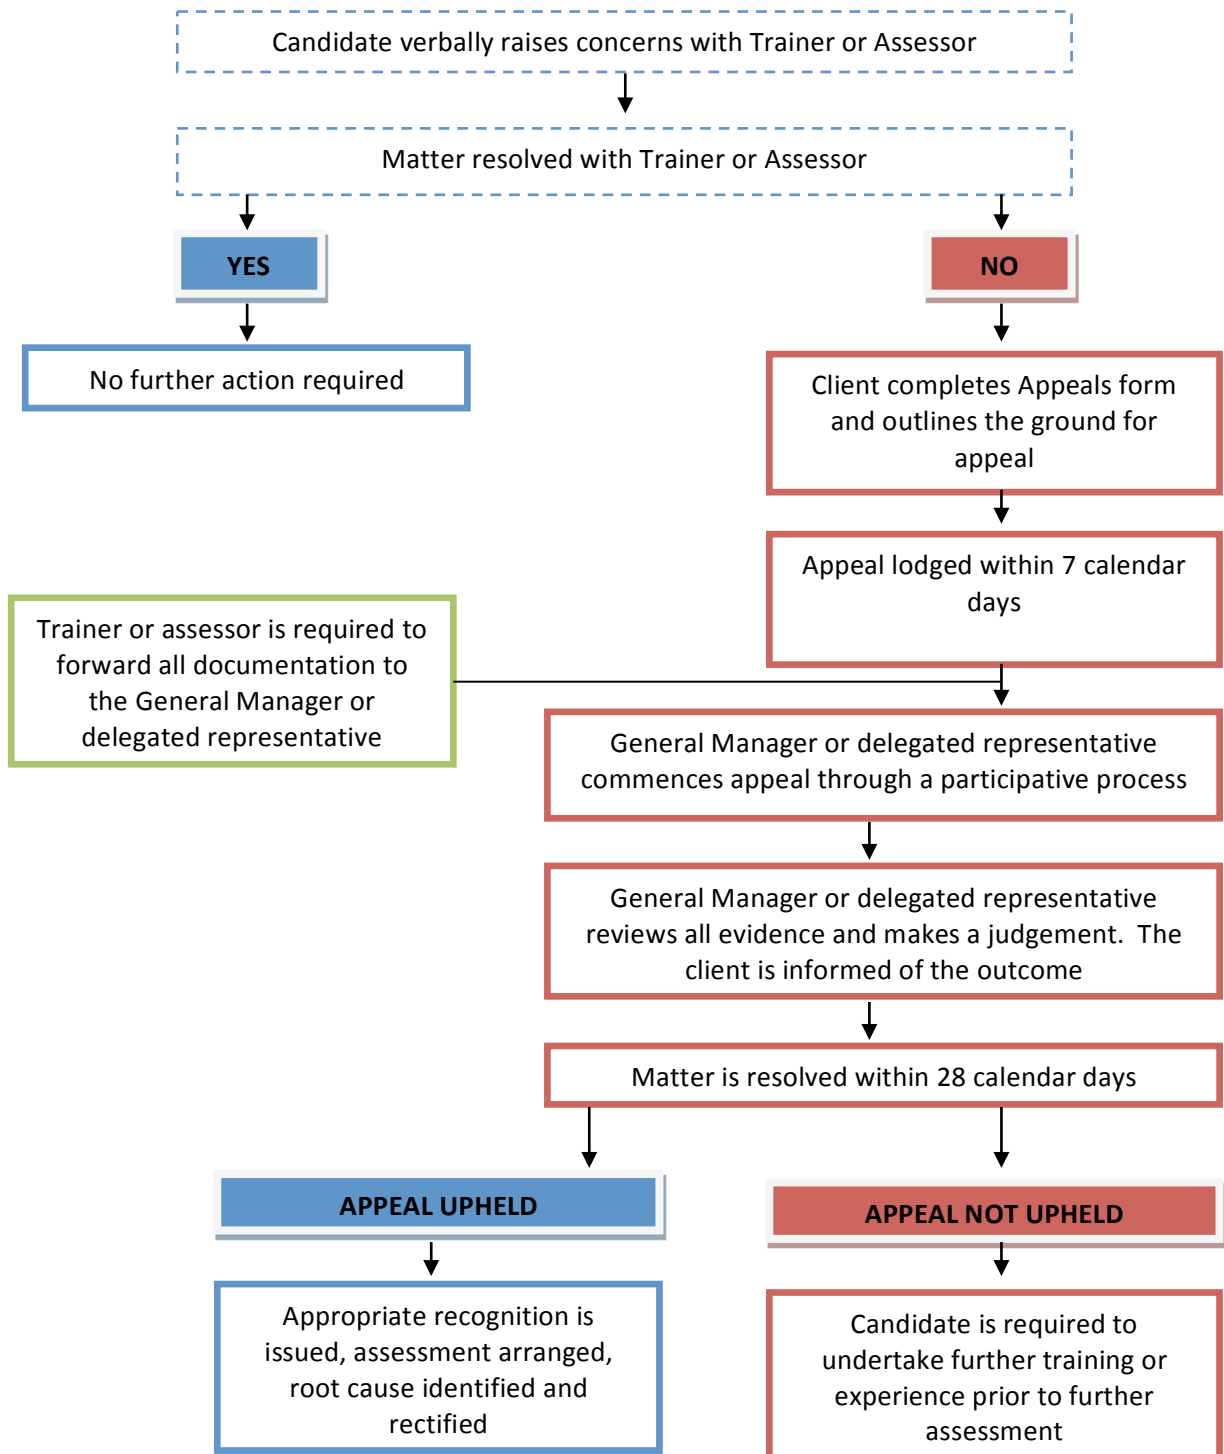 Candidate verbally raises concerns with Trainer or Assessor
Matter resolved with Trainer or Assessor
YES
NO
No further action required
Client completes Appeals form
and outlines the ground for
appeal
Appeal lodged within 7 calendar
days
Trainer or assessor is required to
forward all documentation to
the General Manager or
delegated representative
General Manager or delegated representative
commences appeal through a participative process
General Manager or delegated representative
reviews all evidence and makes a judgement.  The
client is informed of the outcome
Matter is resolved within 28 calendar days
APPEAL UPHELD
APPEAL NOT UPHELD
Appropriate recognition is
issued, assessment arranged,
root cause identified and
rectified
Candidate is required to
undertake further training or
experience prior to further
assessment